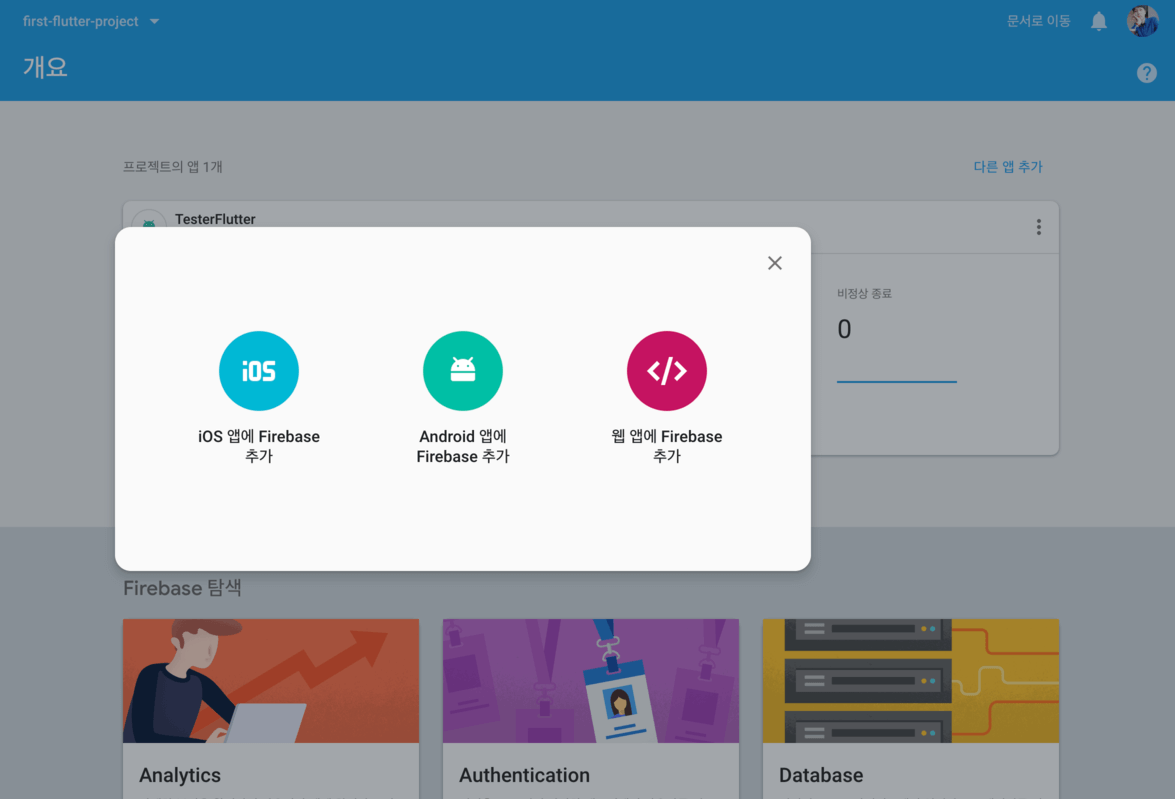 first-flutter-project
문서로 이동
개요
?
프로젝트의 앱 1개
다른 앱 추가
TesterFlutter
비정상 종료
0
iOS
</>
iOS 앱에 Firebase
추가
Android 앱에
Firebase 추가
웹 앱에 Firebase
추가
Firebase 탐색
Analytics
Authentication
Database